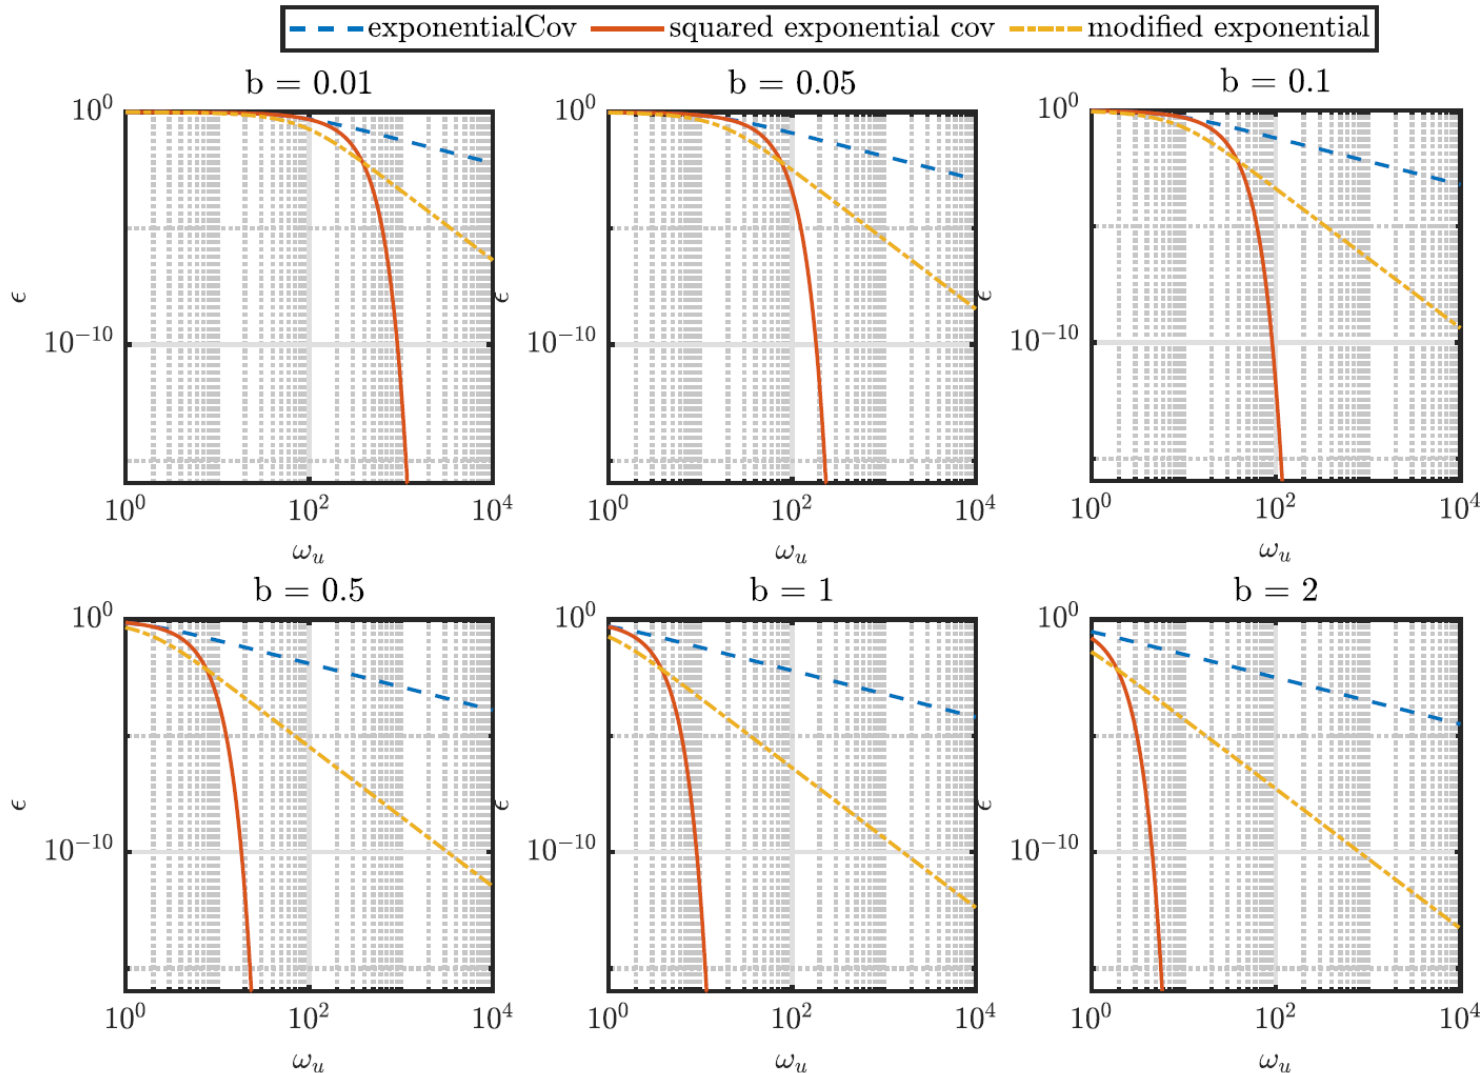 exponentialCov squared exponential cov modified exponential
b = 0.01 b = 0.05 b = 0.1
10^0 10^0 10^0
ϵ ϵ ϵ
10^−10 10^−10 10^−10
10^0 10^2 10^4 10^0 10^2 10^4 10^0 10^2 10^4
ω_u ω_u ω_u
b = 0.5 b = 1 b = 2
10^0 10^0 10^0
ϵ ϵ ϵ
10^−10 10^−10 10^−10
10^0 10^2 10^4 10^0 10^2 10^4 10^0 10^2 10^4
ω_u ω_u ω_u